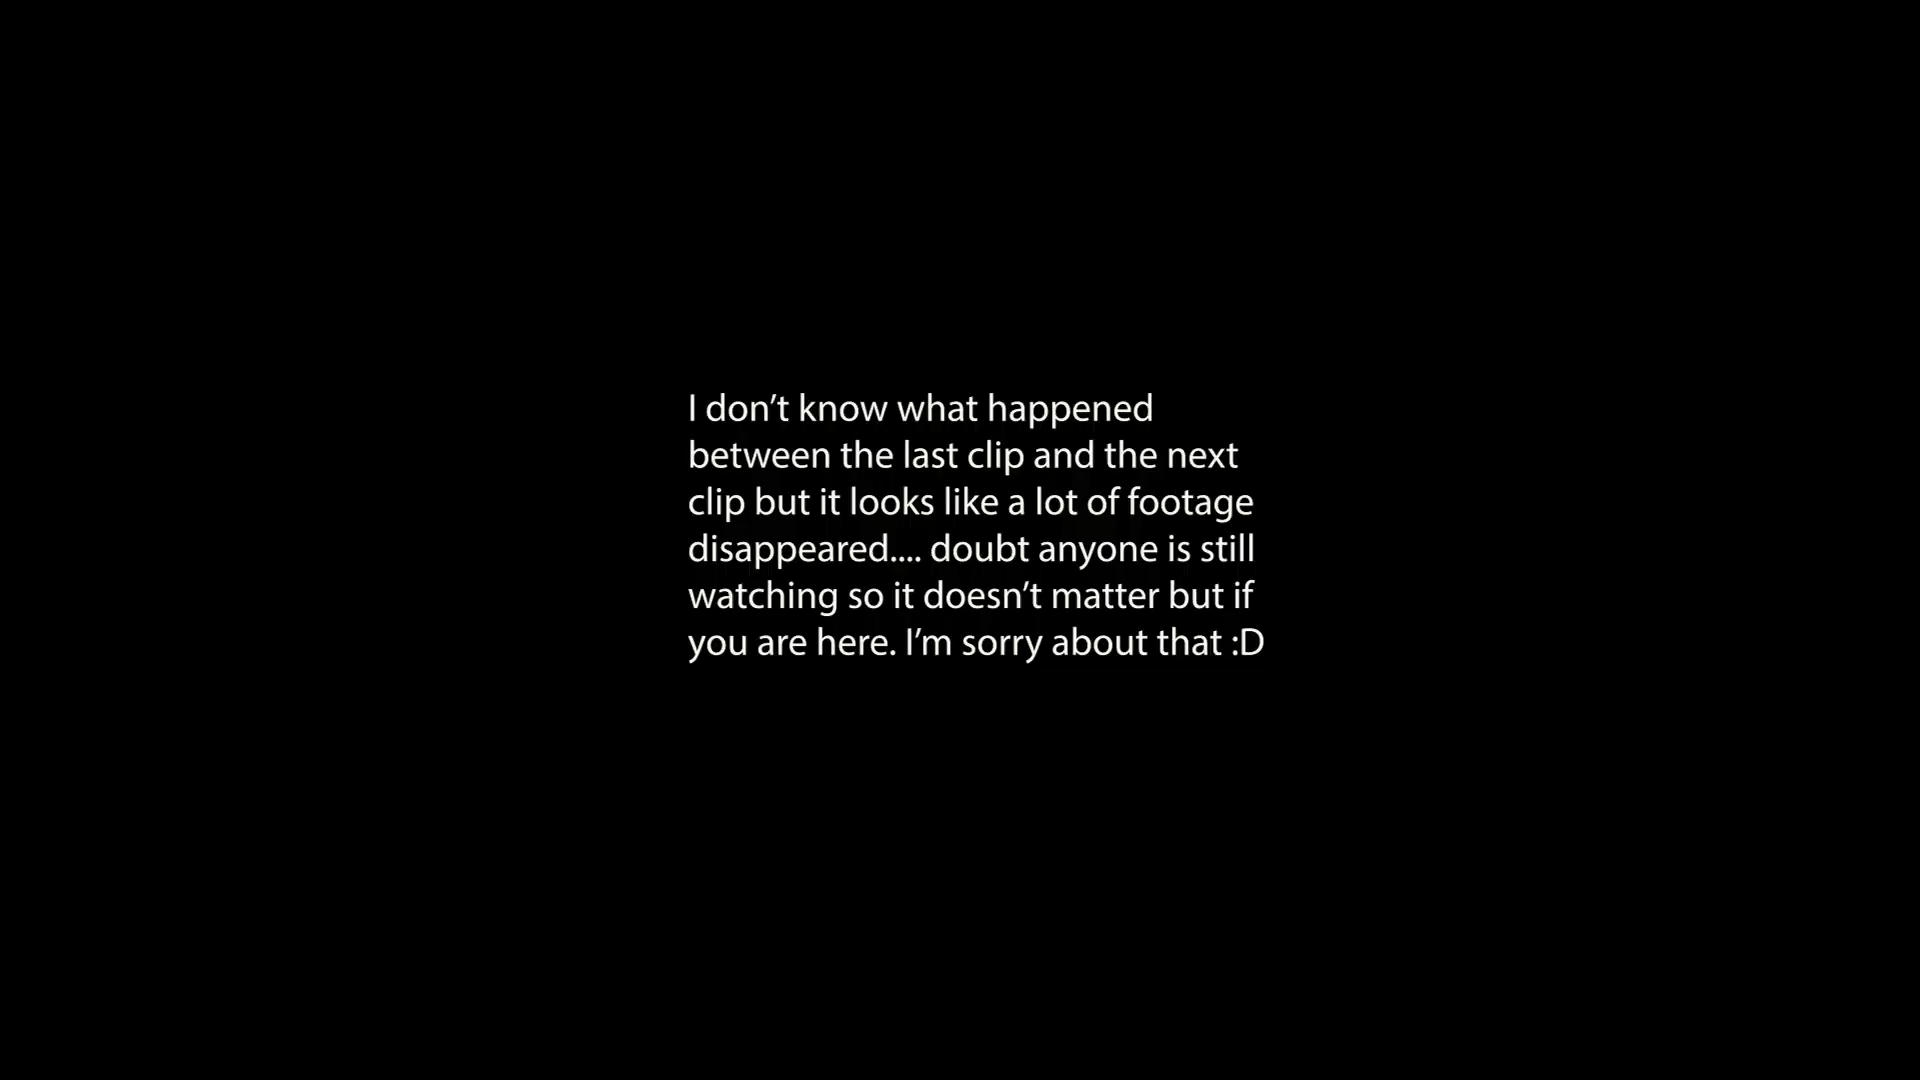 I don’t know what happened
between the last clip and the next
clip but it looks like a lot of footage
disappeared.... doubt anyone is still
watching so it doesn’t matter but if
you are here. I’m sorry about that :D